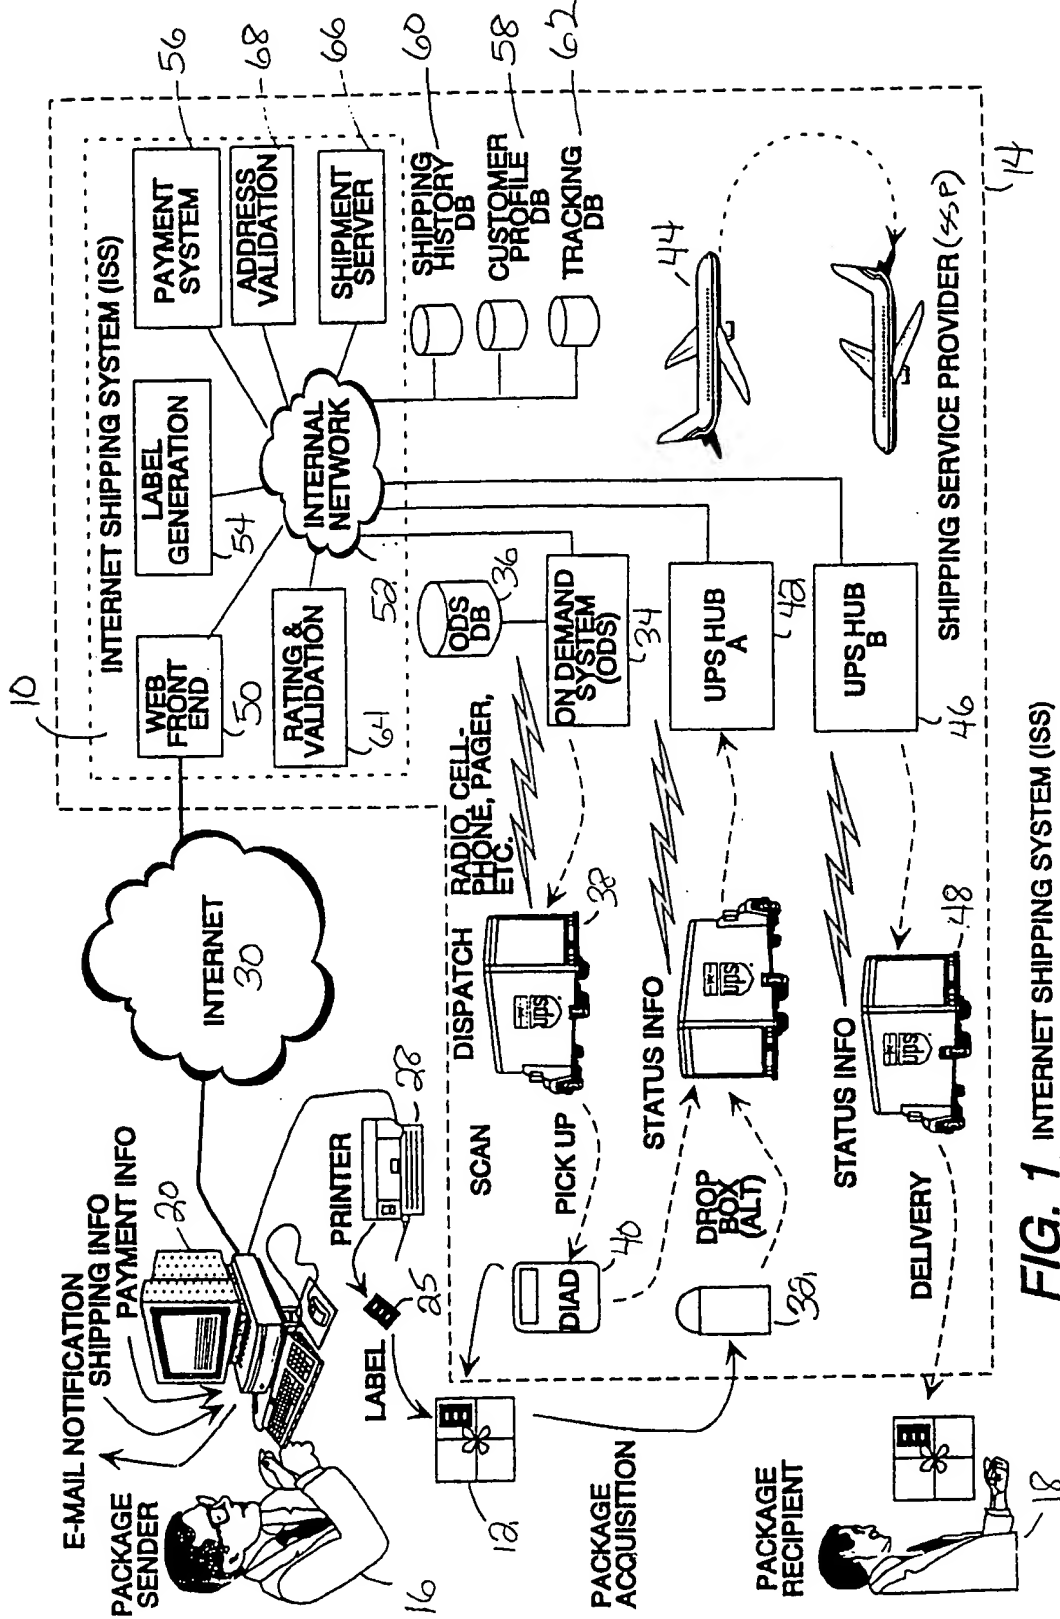 10
INTERNET SHIPPING SYSTEM (ISS)
WEB
FRONT
END
50
LABEL
GENERATION
54
PAYMENT
SYSTEM
56
ADDRESS
VALIDATION
68
SHIPMENT
SERVER
66
RATING &
VALIDATION
64
INTERNAL
NETWORK
52
SHIPPING
HISTORY
DB
60
CUSTOMER
PROFILE
DB
58
TRACKING
DB
62
E-MAIL NOTIFICATION
SHIPPING INFO
PAYMENT INFO
20
INTERNET
30
PACKAGE
SENDER
16
PRINTER
28
LABEL
25
12
SCAN
DISPATCH
RADIO, CELL-
PHONE, PAGER,
ETC.
ups
38
ODS
DB
36
ON DEMAND
SYSTEM
(ODS)
34
PICK UP
DIAD
40
PACKAGE
ACQUISITION
DROP
BOX
(ALT)
32
STATUS INFO
ups
UPS HUB
A
42
44
UPS HUB
B
46
STATUS INFO
ups
48
DELIVERY
PACKAGE
RECIPIENT
18
SHIPPING SERVICE PROVIDER (SSP)
14
FIG. 1 INTERNET SHIPPING SYSTEM (ISS)